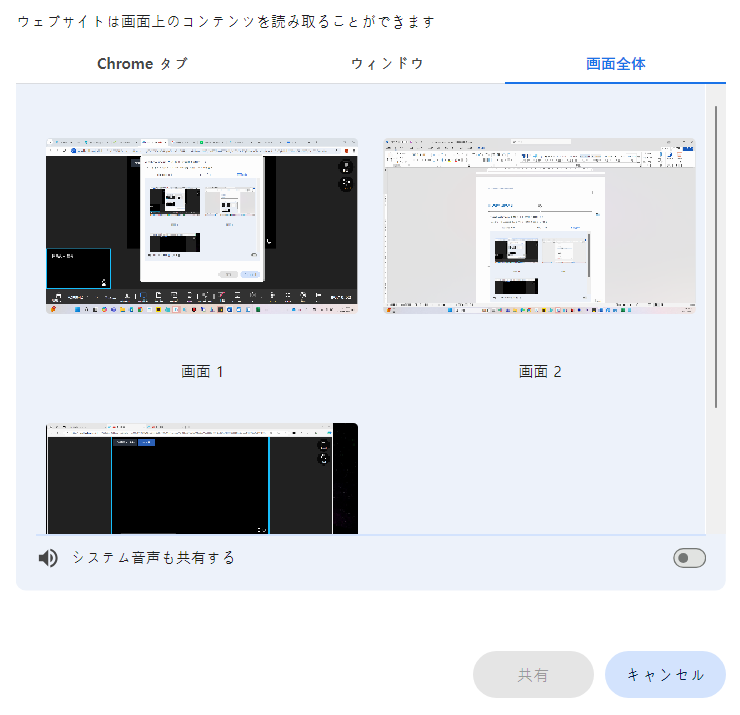 ウェブサイトは画面上のコンテンツを読み取ることができます
Chrome タブ
ウィンドウ
画面全体
画面 1
画面 2
システム音声も共有する
共有
キャンセル